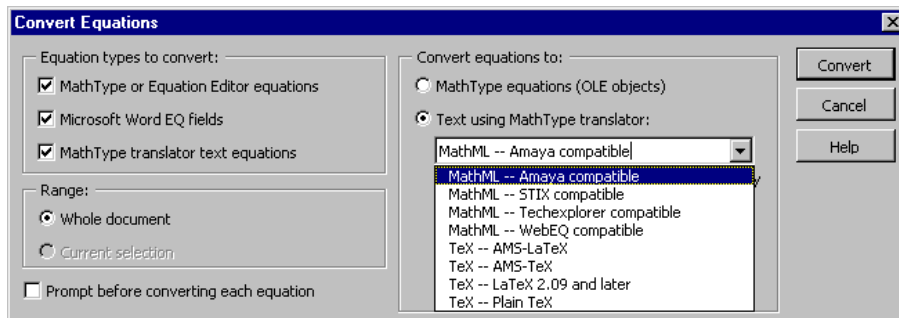 Convert Equations
Equation types to convert:
MathType or Equation Editor equations
Microsoft Word EQ fields
MathType translator text equations
Range:
Whole document
Current selection
Prompt before converting each equation
Convert equations to:
MathType equations (OLE objects)
Text using MathType translator:
MathML -- Amaya compatible
MathML -- Amaya compatible
MathML -- STIX compatible
MathML -- Techexplorer compatible
MathML -- WebEQ compatible
TeX -- AMS-LaTeX
TeX -- AMS-TeX
TeX -- LaTeX 2.09 and later
TeX -- Plain TeX
Convert
Cancel
Help